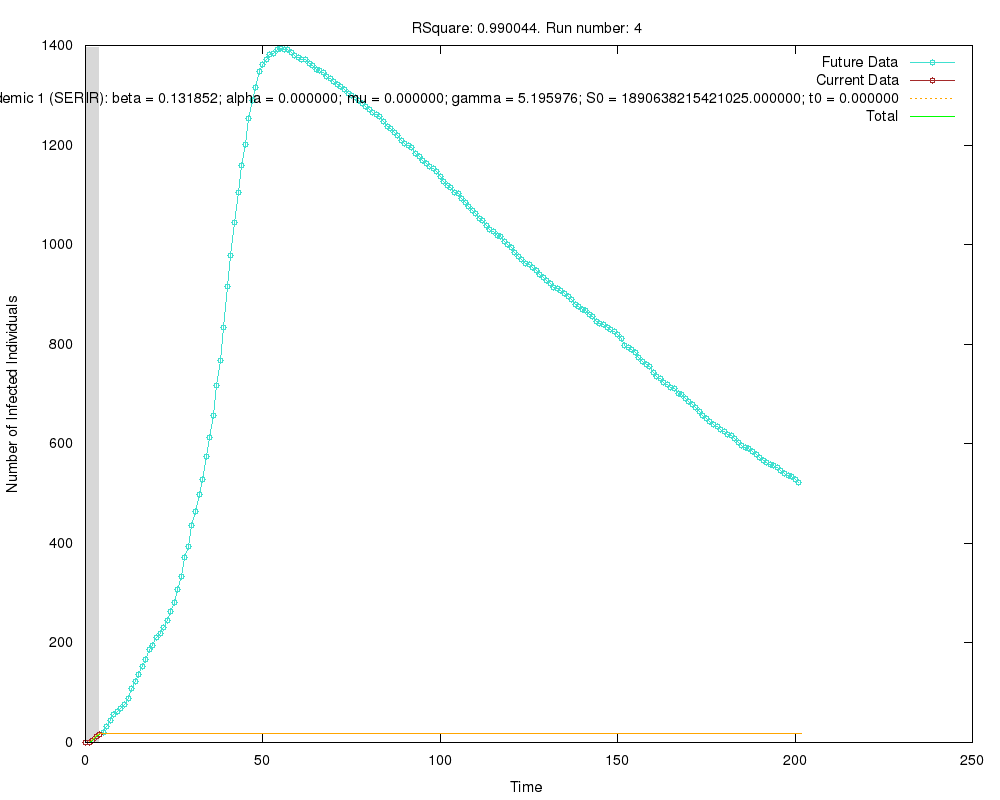 RSquare: 0.990044. Run number: 4
Future Data
Current Data
demic 1 (SERIR): beta = 0.131852; alpha = 0.000000; mu = 0.000000; gamma = 5.195976; S0 = 1890638215421025.000000; t0 = 0.000000
Total
1400
1200
1000
800
600
400
200
0
Number of Infected Individuals
0 50 100 150 200 250
Time